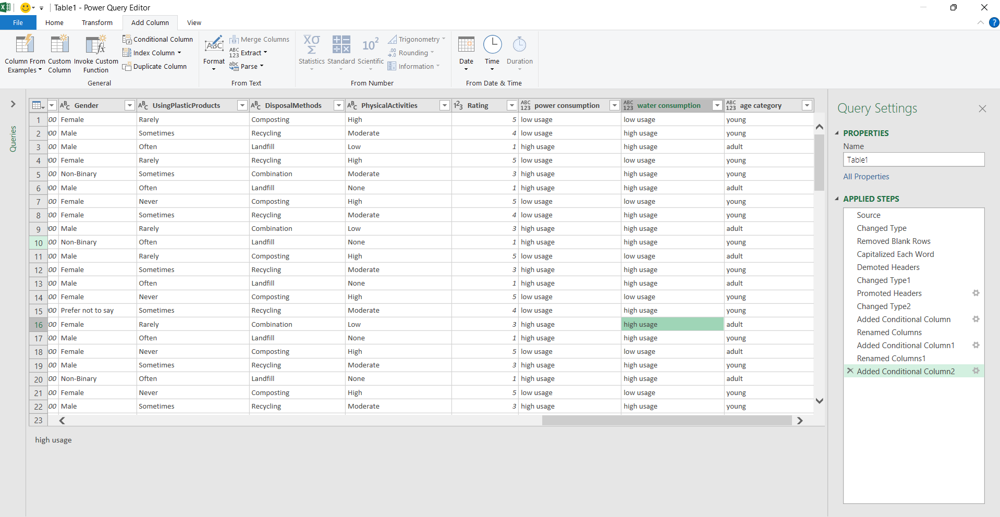 Table1 - Power Query Editor
File Home Transform Add Column View
Column From Examples
Custom Column
Invoke Custom Function
Conditional Column
Index Column
Duplicate Column
General
Format
Merge Columns
Extract
Parse
From Text
Statistics
Standard
Scientific
Trigonometry
Rounding
Information
From Number
Date
Time
Duration
From Date & Time
Queries
Gender UsingPlasticProducts DisposalMethods PhysicalActivities Rating power consumption water consumption age category
1 00 Female Rarely Composting High 5 low usage low usage young
2 00 Male Sometimes Recycling Moderate 4 low usage high usage young
3 00 Male Often Landfill Low 1 high usage high usage adult
4 00 Female Rarely Recycling High 5 low usage low usage young
5 00 Non-Binary Sometimes Combination Moderate 3 high usage high usage young
6 00 Male Often Landfill None 1 high usage high usage adult
7 00 Female Never Composting High 5 low usage low usage young
8 00 Female Sometimes Recycling Moderate 4 low usage high usage young
9 00 Male Rarely Combination Low 3 high usage high usage adult
10 00 Non-Binary Often Landfill None 1 high usage high usage young
11 00 Male Rarely Composting High 5 low usage low usage adult
12 00 Female Sometimes Recycling Moderate 3 high usage high usage young
13 00 Male Often Landfill None 1 high usage high usage adult
14 00 Female Never Composting High 5 low usage low usage young
15 00 Prefer not to say Sometimes Recycling Moderate 4 low usage high usage young
16 00 Female Rarely Combination Low 3 high usage high usage adult
17 00 Male Often Landfill None 1 high usage high usage young
18 00 Female Never Composting High 5 low usage low usage adult
19 00 Male Sometimes Recycling Moderate 3 high usage high usage young
20 00 Non-Binary Often Landfill None 1 high usage high usage adult
21 00 Female Never Composting High 5 low usage low usage young
22 00 Male Sometimes Recycling Moderate 3 high usage high usage young
23
high usage
Query Settings
PROPERTIES
Name
Table1
All Properties
APPLIED STEPS
Source
Changed Type
Removed Blank Rows
Capitalized Each Word
Demoted Headers
Changed Type1
Promoted Headers
Changed Type2
Added Conditional Column
Renamed Columns
Added Conditional Column1
Renamed Columns1
Added Conditional Column2